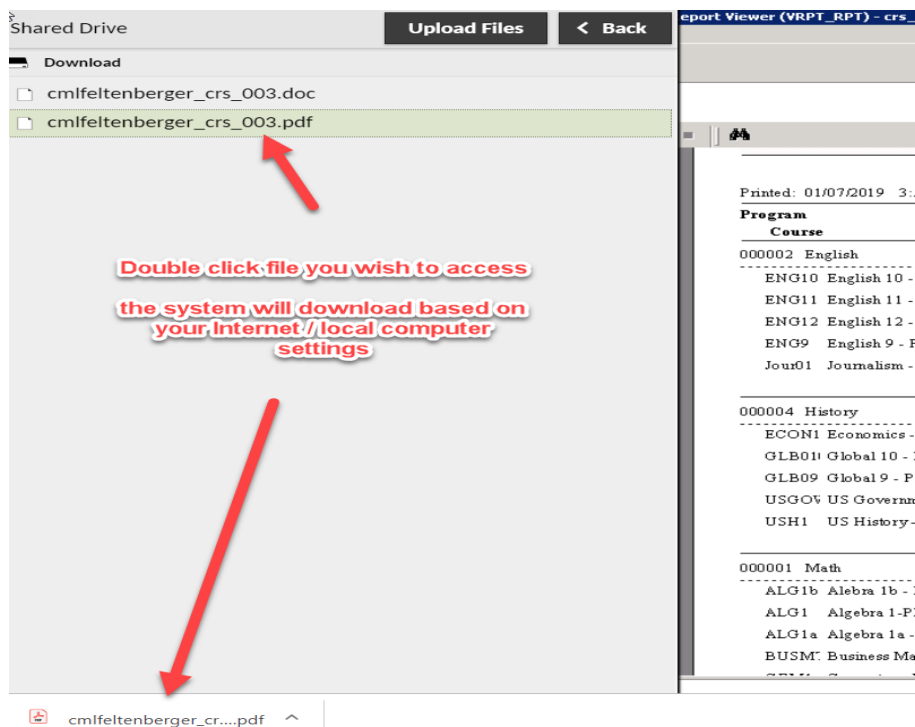 Shared Drive
Upload Files
Back
Download
cmlfeltenberger_crs_003.doc
cmlfeltenberger_crs_003.pdf
Double click file you wish to access
the system will download based on
your Internet / local computer
settings
cmlfeltenberger_cr....pdf
eport Viewer (VRPT_RPT) - crs_
Printed: 01/07/2019 3:
Program
Course
000002 English
ENG10 English 10 -
ENG11 English 11 -
ENG12 English 12 -
ENG9 English 9 - P
Jour01 Journalism -
000004 History
ECON1 Economics -
GLB01 Global 10 -
GLB09 Global 9 - P
USGOV US Governm
USH1 US History-
000001 Math
ALG1b Alebra 1b -
ALG1 Algebra 1-P
ALG1a Algebra 1a -
BUSM Business Ma